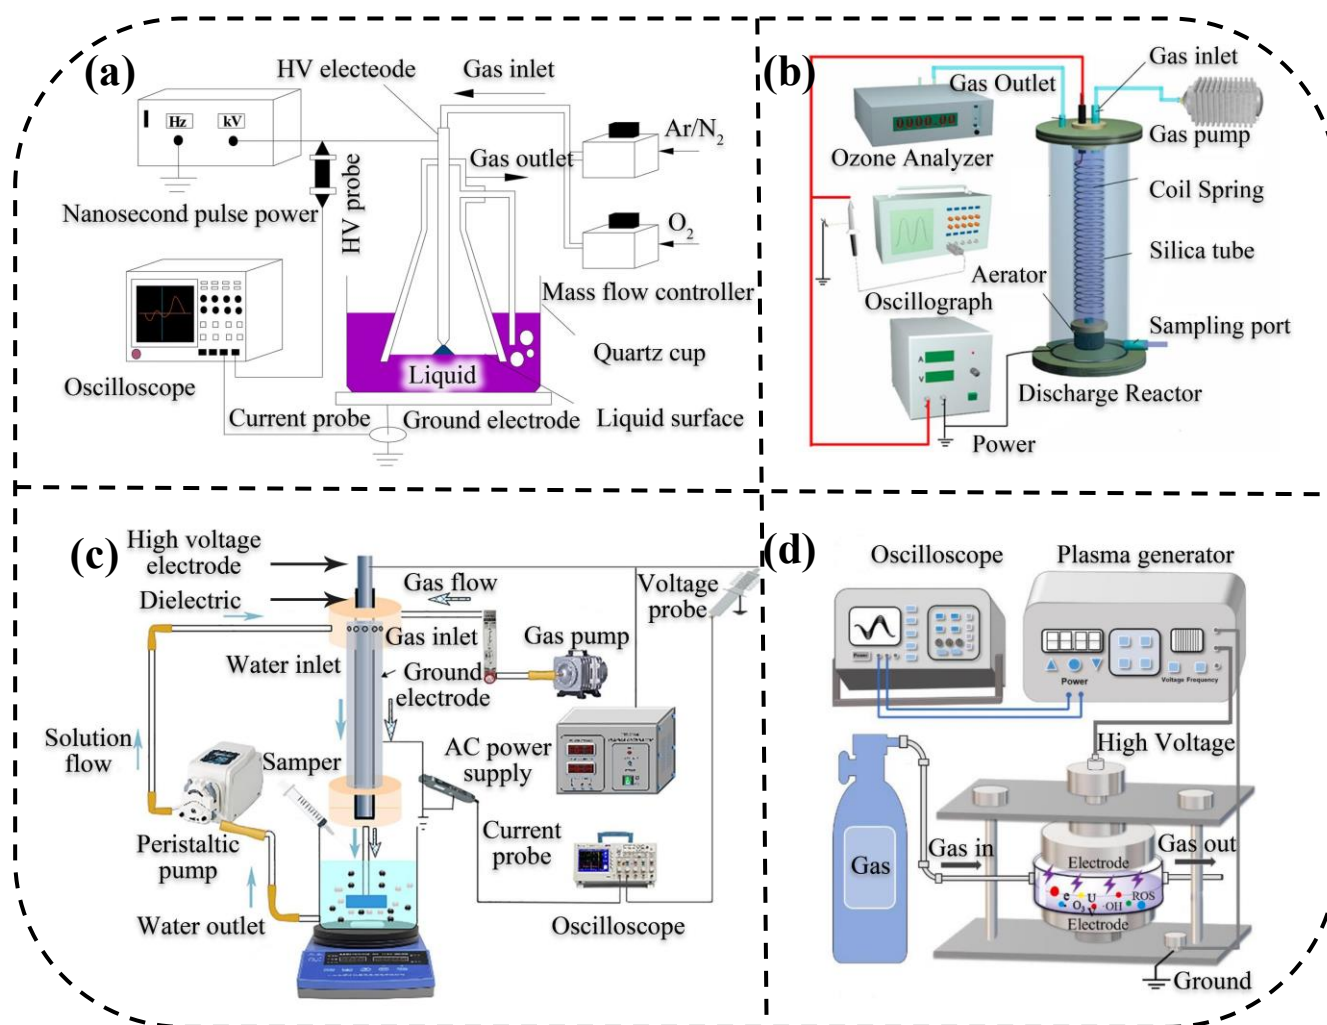 (a)
HV electeode
Gas inlet
Hz
kV
Ar/N2
Gas outlet
HV probe
Nanosecond pulse power
O2
Mass flow controller
Quartz cup
Oscilloscope
Liquid
Current probe
Ground electrode
Liquid surface
(b)
Gas inlet
Gas Outlet
Gas pump
Ozone Analyzer
Coil Spring
Silica tube
Aerator
Oscillograph
Sampling port
A
V
Discharge Reactor
Power
(c)
High voltage
electrode
Gas flow
Voltage
probe
Dielectric
Gas inlet
Gas pump
Water inlet
Ground
electrode
Solution
flow
AC power
supply
Samper
Peristaltic
pump
Current
probe
Water outlet
Oscilloscope
(d)
Oscilloscope
Plasma generator
Power
Power
Voltage Frequency
High Voltage
Gas
Gas in
Gas out
Electrode
e
U
O3
V
·OH
ROS
Electrode
Ground